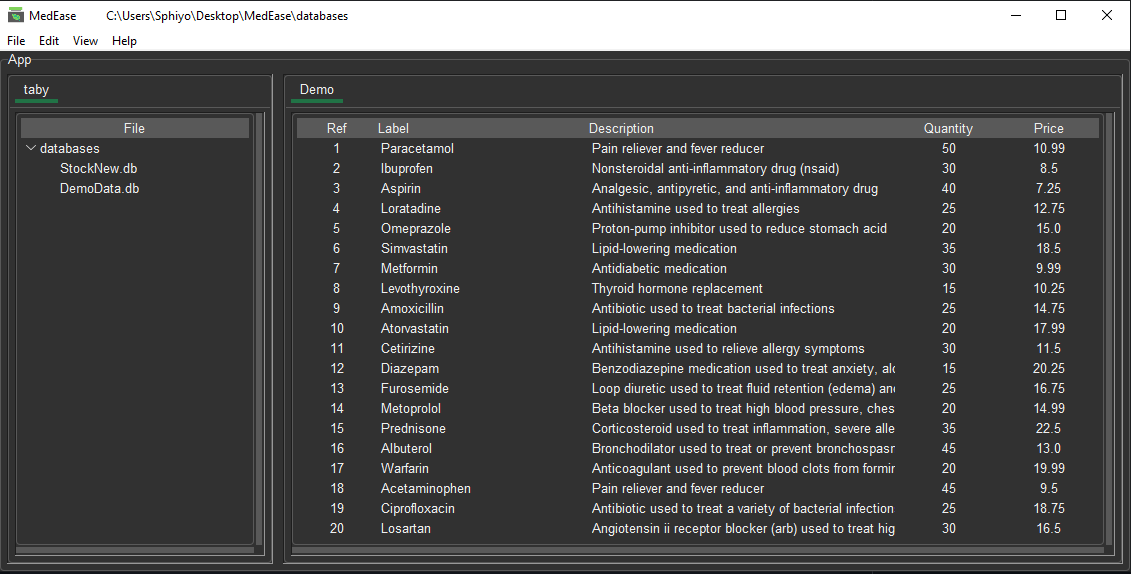 MedEase C:\Users\Sphiyo\Desktop\MedEase\databases
File Edit View Help
App
taby
File
databases
StockNew.db
DemoData.db
Demo
Ref Label Description Quantity Price
1 Paracetamol Pain reliever and fever reducer 50 10.99
2 Ibuprofen Nonsteroidal anti-inflammatory drug (nsaid) 30 8.5
3 Aspirin Analgesic, antipyretic, and anti-inflammatory drug 40 7.25
4 Loratadine Antihistamine used to treat allergies 25 12.75
5 Omeprazole Proton-pump inhibitor used to reduce stomach acid 20 15.0
6 Simvastatin Lipid-lowering medication 35 18.5
7 Metformin Antidiabetic medication 30 9.99
8 Levothyroxine Thyroid hormone replacement 15 10.25
9 Amoxicillin Antibiotic used to treat bacterial infections 25 14.75
10 Atorvastatin Lipid-lowering medication 20 17.99
11 Cetirizine Antihistamine used to relieve allergy symptoms 30 11.5
12 Diazepam Benzodiazepine medication used to treat anxiety, alc 15 20.25
13 Furosemide Loop diuretic used to treat fluid retention (edema) an 25 16.75
14 Metoprolol Beta blocker used to treat high blood pressure, ches 20 14.99
15 Prednisone Corticosteroid used to treat inflammation, severe alle 35 22.5
16 Albuterol Bronchodilator used to treat or prevent bronchospasm 45 13.0
17 Warfarin Anticoagulant used to prevent blood clots from formin 20 19.99
18 Acetaminophen Pain reliever and fever reducer 45 9.5
19 Ciprofloxacin Antibiotic used to treat a variety of bacterial infection 25 18.75
20 Losartan Angiotensin ii receptor blocker (arb) used to treat hig 30 16.5